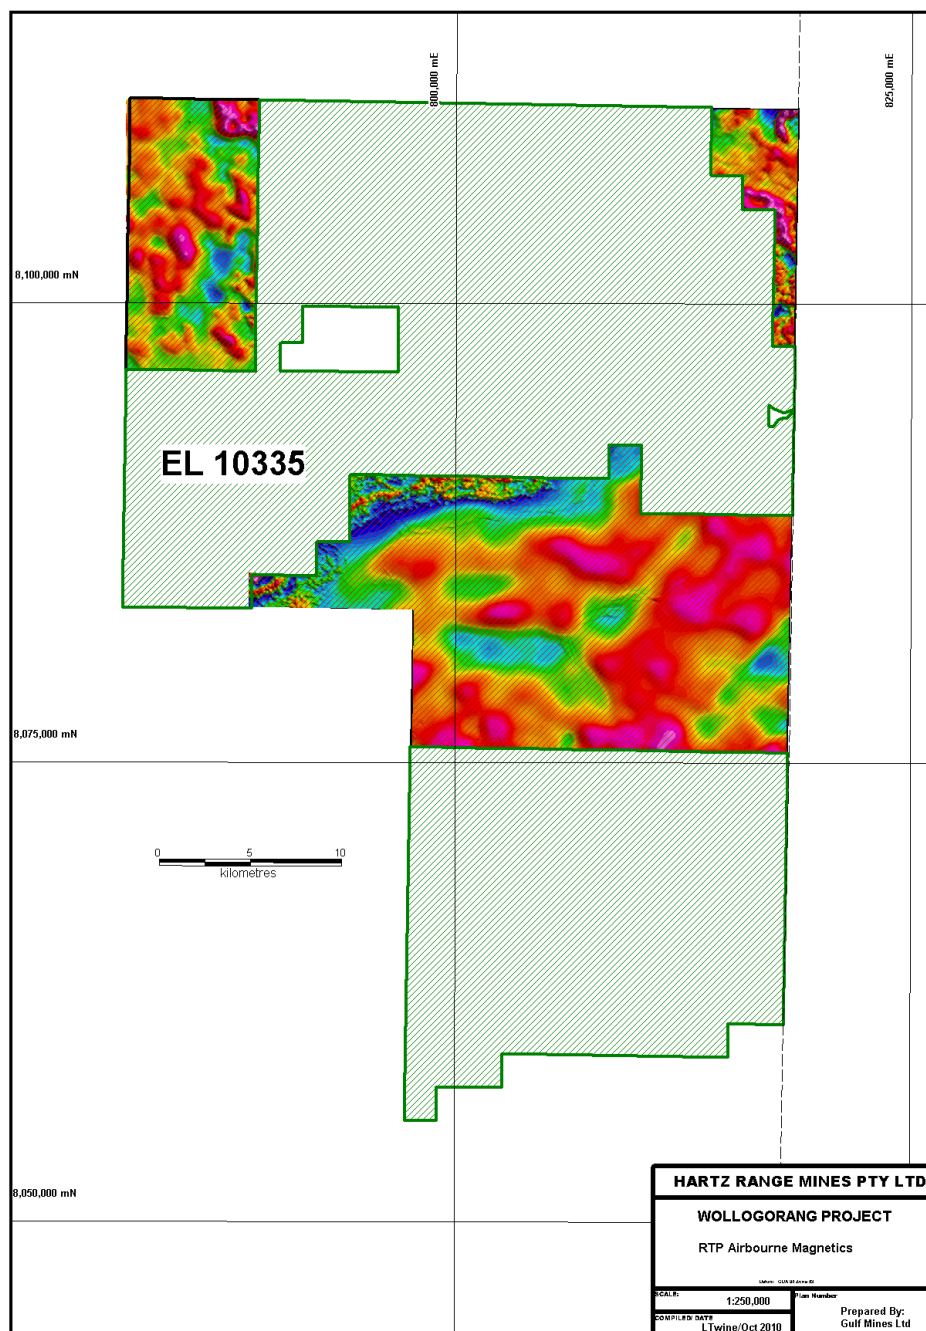 800,000 mE
825,000 mE
8,100,000 mN
EL 10335
8,075,000 mN
0 5 10
kilometres
8,050,000 mN
HARTZ RANGE MINES PTY LTD
WOLLOGORANG PROJECT
RTP Airbourne Magnetics
SCALE:
1:250,000
Plan Number
COMPILED/ DATE
LTwine/Oct 2010
Prepared By:
Gulf Mines Ltd